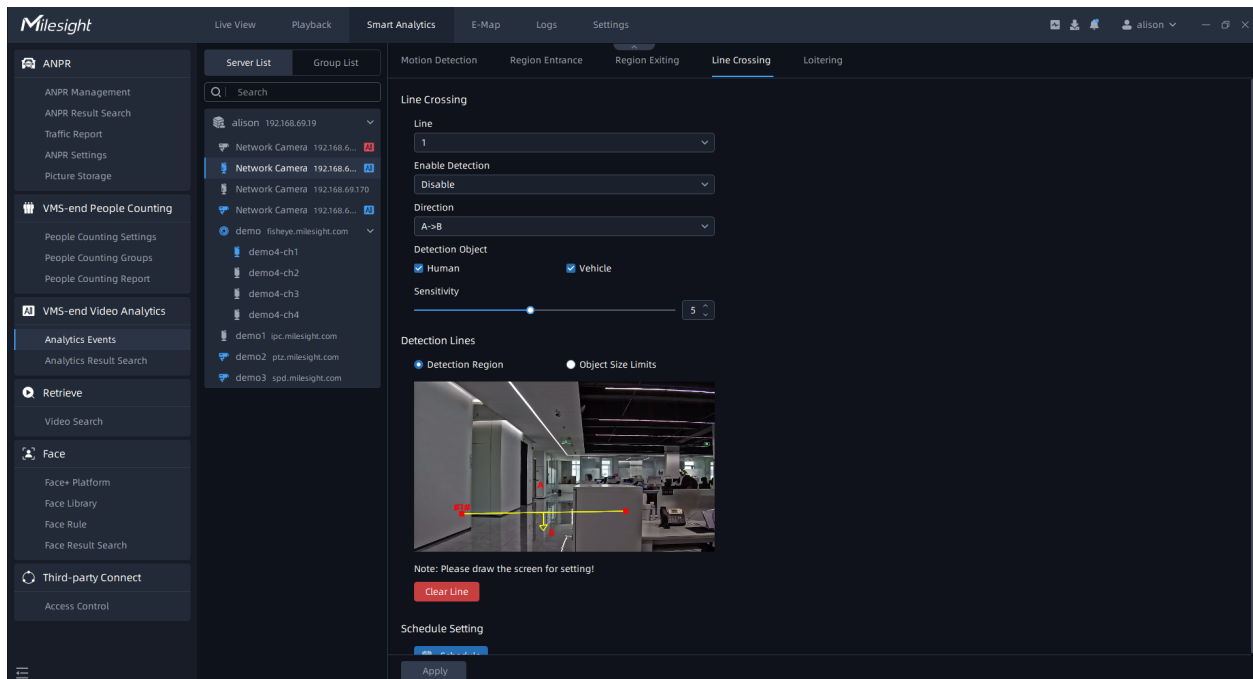 Milesight
Live View
Playback
Smart Analytics
E-Map
Logs
Settings
alison
ANPR
ANPR Management
ANPR Result Search
Traffic Report
ANPR Settings
Picture Storage
VMS-end People Counting
People Counting Settings
People Counting Groups
People Counting Report
AI VMS-end Video Analytics
Analytics Events
Analytics Result Search
Retrieve
Video Search
Face
Face+ Platform
Face Library
Face Rule
Face Result Search
Third-party Connect
Access Control
Server List
Group List
Search
alison 192.168.69.19
Network Camera 192.168.6... AI
Network Camera 192.168.6... AI
Network Camera 192.168.69.170
Network Camera 192.168.6... AI
demo fisheye.milesight.com
demo4-ch1
demo4-ch2
demo4-ch3
demo4-ch4
demo1 ipc.milesight.com
demo2 ptz.milesight.com
demo3 spd.milesight.com
Motion Detection
Region Entrance
Region Exiting
Line Crossing
Loitering
Line Crossing
Line
1
Enable Detection
Disable
Direction
A->B
Detection Object
Human
Vehicle
Sensitivity
5
Detection Lines
Detection Region
Object Size Limits
A
#1#
Note: Please draw the screen for setting!
Clear Line
Schedule Setting
Schedule
Apply